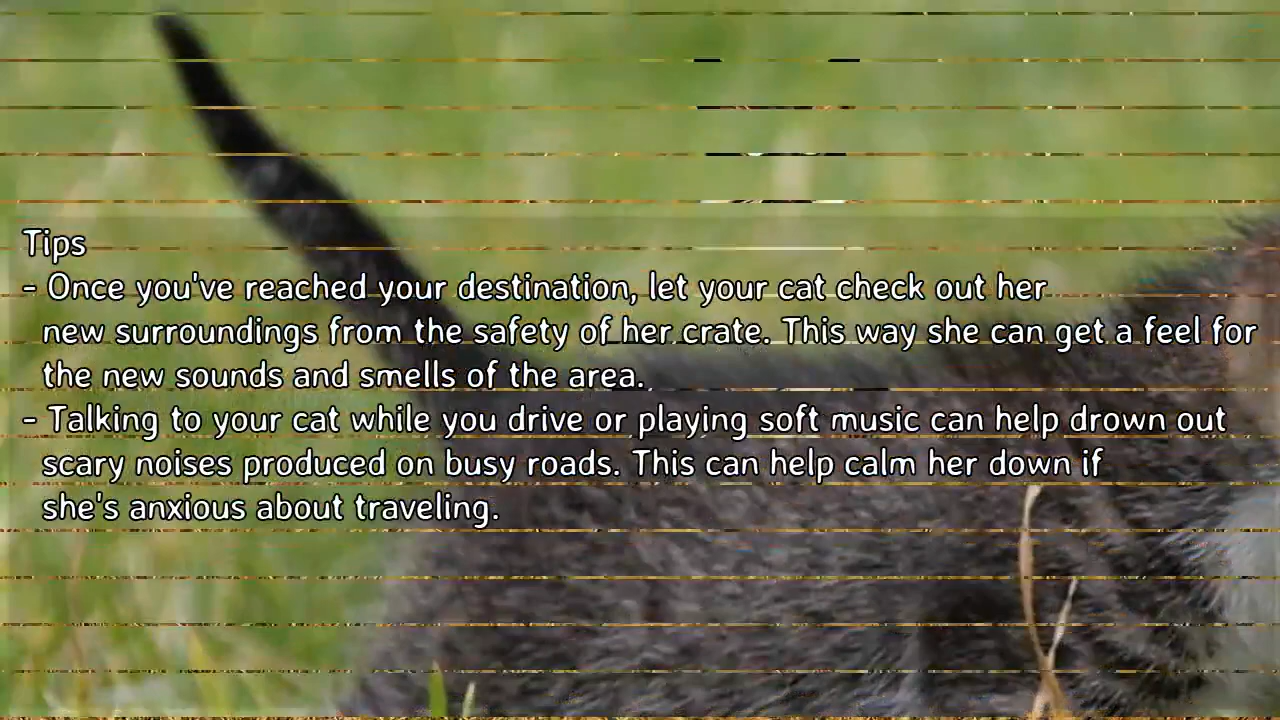 Tips
- Once you've reached your destination, let your cat check out her
new surroundings from the safety of her crate. This way she can get a feel for
the new sounds and smells of the area.
- Talking to your cat while you drive or playing soft music can help drown out
scary noises produced on busy roads. This can help calm her down if
she's anxious about traveling.